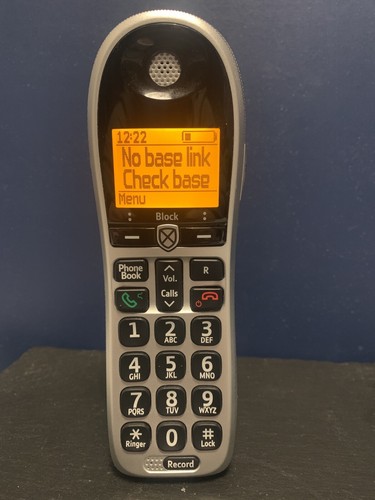 12:22
No base link
Check base
Menu
Block
Phone Book
Vol.
R
Calls
1
2 ABC
3 DEF
4 GHI
5 JKL
6 MNO
7 PQRS
8 TUV
9 WXYZ
* Ringer
0
# Lock
Record